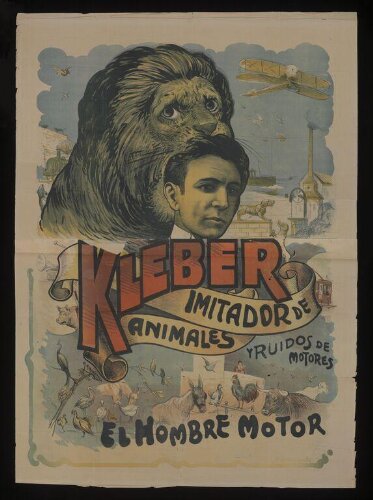 KLEBER
IMITADOR DE
ANIMALES
Y RUIDOS DE
MOTORES
EL HOMBRE MOTOR